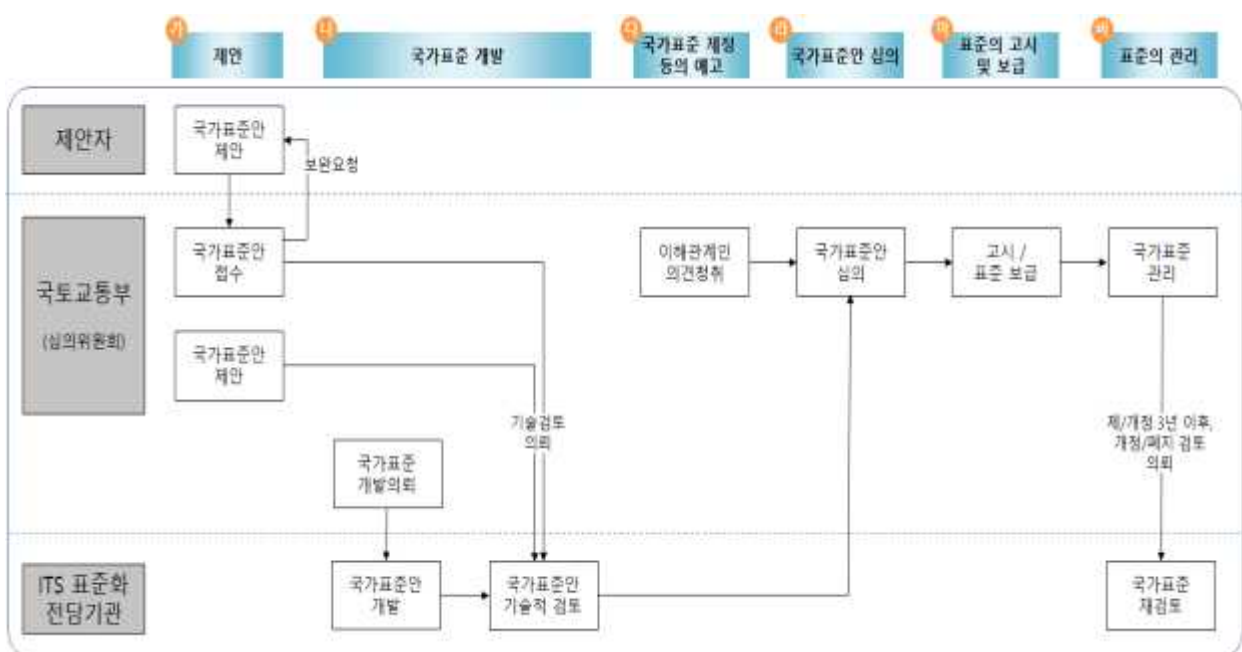 가
나
다
라
마
바
제안
국가표준 개발
국가표준 제정
등의 예고
국가표준안 심의
표준의 고시
및 보급
표준의 관리
제안자
국가표준안
제안
보완요청
국토교통부
(심의위원회)
국가표준안
접수
이해관계인
의견청취
국가표준안
심의
고시 /
표준 보급
국가표준
관리
국가표준안
제안
기술검토
의뢰
제/개정 3년 이후,
개정/폐지 검토
의뢰
국가표준
개발의뢰
ITS 표준화
전담기관
국가표준안
개발
국가표준안
기술적 검토
국가표준
재검토